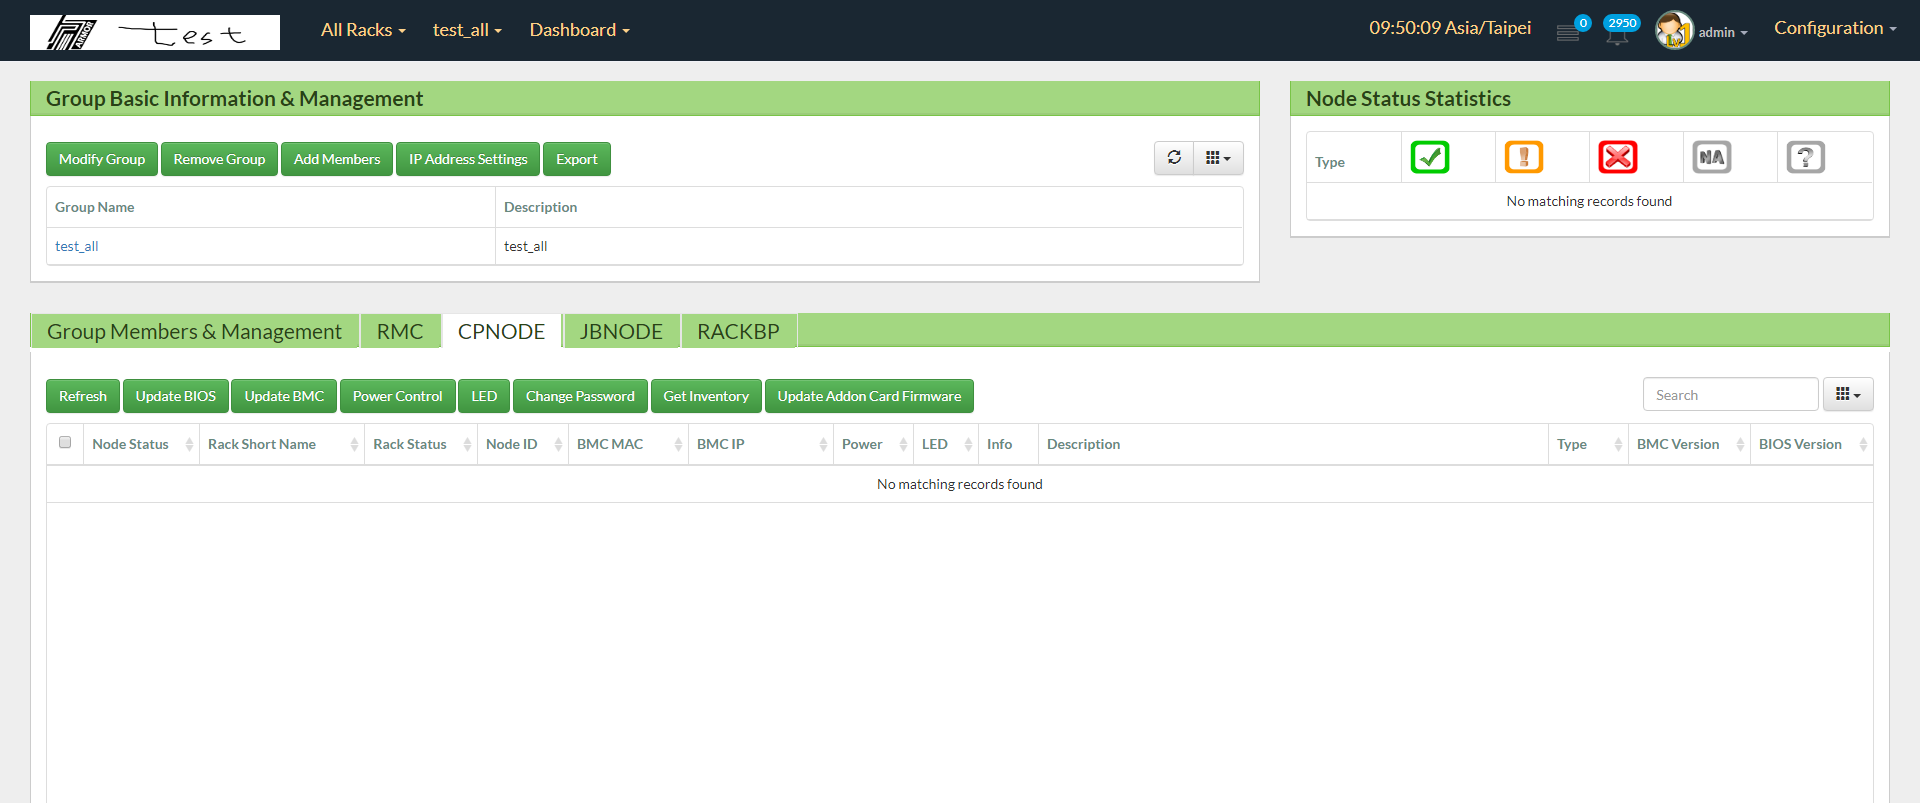 ARMOR test All Racks test_all Dashboard 09:50:09 Asia/Taipei 0 2950 admin Configuration
Group Basic Information & Management
Node Status Statistics
Modify Group Remove Group Add Members IP Address Settings Export
Type ! NA ?
No matching records found
Group Name Description
test_all test_all
Group Members & Management RMC CPNODE JBNODE RACKBP
Refresh Update BIOS Update BMC Power Control LED Change Password Get Inventory Update Addon Card Firmware Search
Node Status Rack Short Name Rack Status Node ID BMC MAC BMC IP Power LED Info Description Type BMC Version BIOS Version
No matching records found